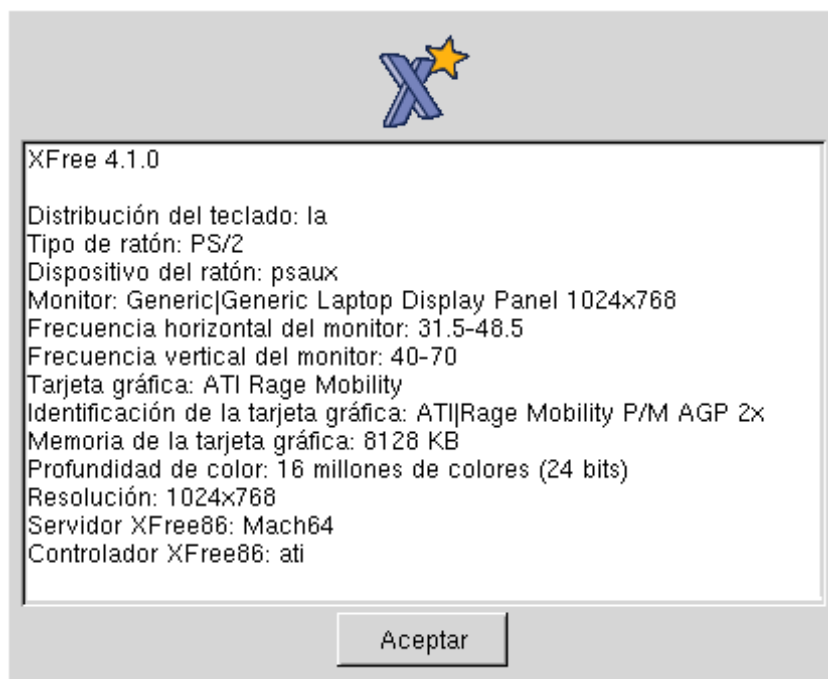 XFree 4.1.0
Distribución del teclado: la
Tipo de ratón: PS/2
Dispositivo del ratón: psaux
Monitor: Generic|Generic Laptop Display Panel 1024x768
Frecuencia horizontal del monitor: 31.5-48.5
Frecuencia vertical del monitor: 40-70
Tarjeta gráfica: ATI Rage Mobility
Identificación de la tarjeta gráfica: ATI|Rage Mobility P/M AGP 2x
Memoria de la tarjeta gráfica: 8128 KB
Profundidad de color: 16 millones de colores (24 bits)
Resolución: 1024x768
Servidor XFree86: Mach64
Controlador XFree86: ati
Aceptar